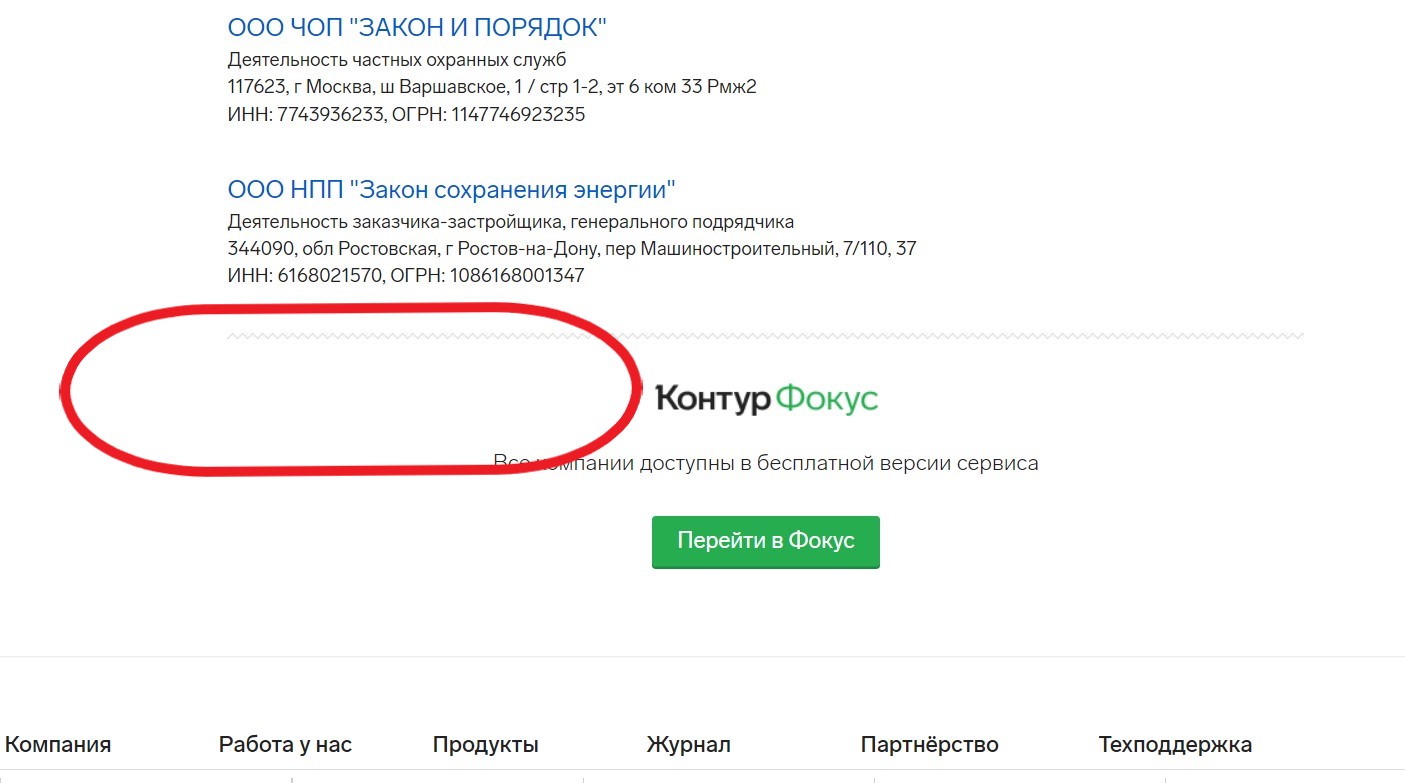 ООО ЧОП "ЗАКОН И ПОРЯДОК"
Деятельность частных охранных служб
117623, г Москва, ш Варшавское, 1 / стр 1-2, эт 6 ком 33 Рмж2
ИНН: 7743936233, ОГРН: 1147746923235
ООО НПП "Закон сохранения энергии"
Деятельность заказчика-застройщика, генерального подрядчика
344090, обл Ростовская, г Ростов-на-Дону, пер Машиностроительный, 7/110, 37
ИНН: 6168021570, ОГРН: 1086168001347
Контур Фокус
Все компании доступны в бесплатной версии сервиса
Перейти в Фокус
Компания Работа у нас Продукты Журнал Партнёрство Техподдержка